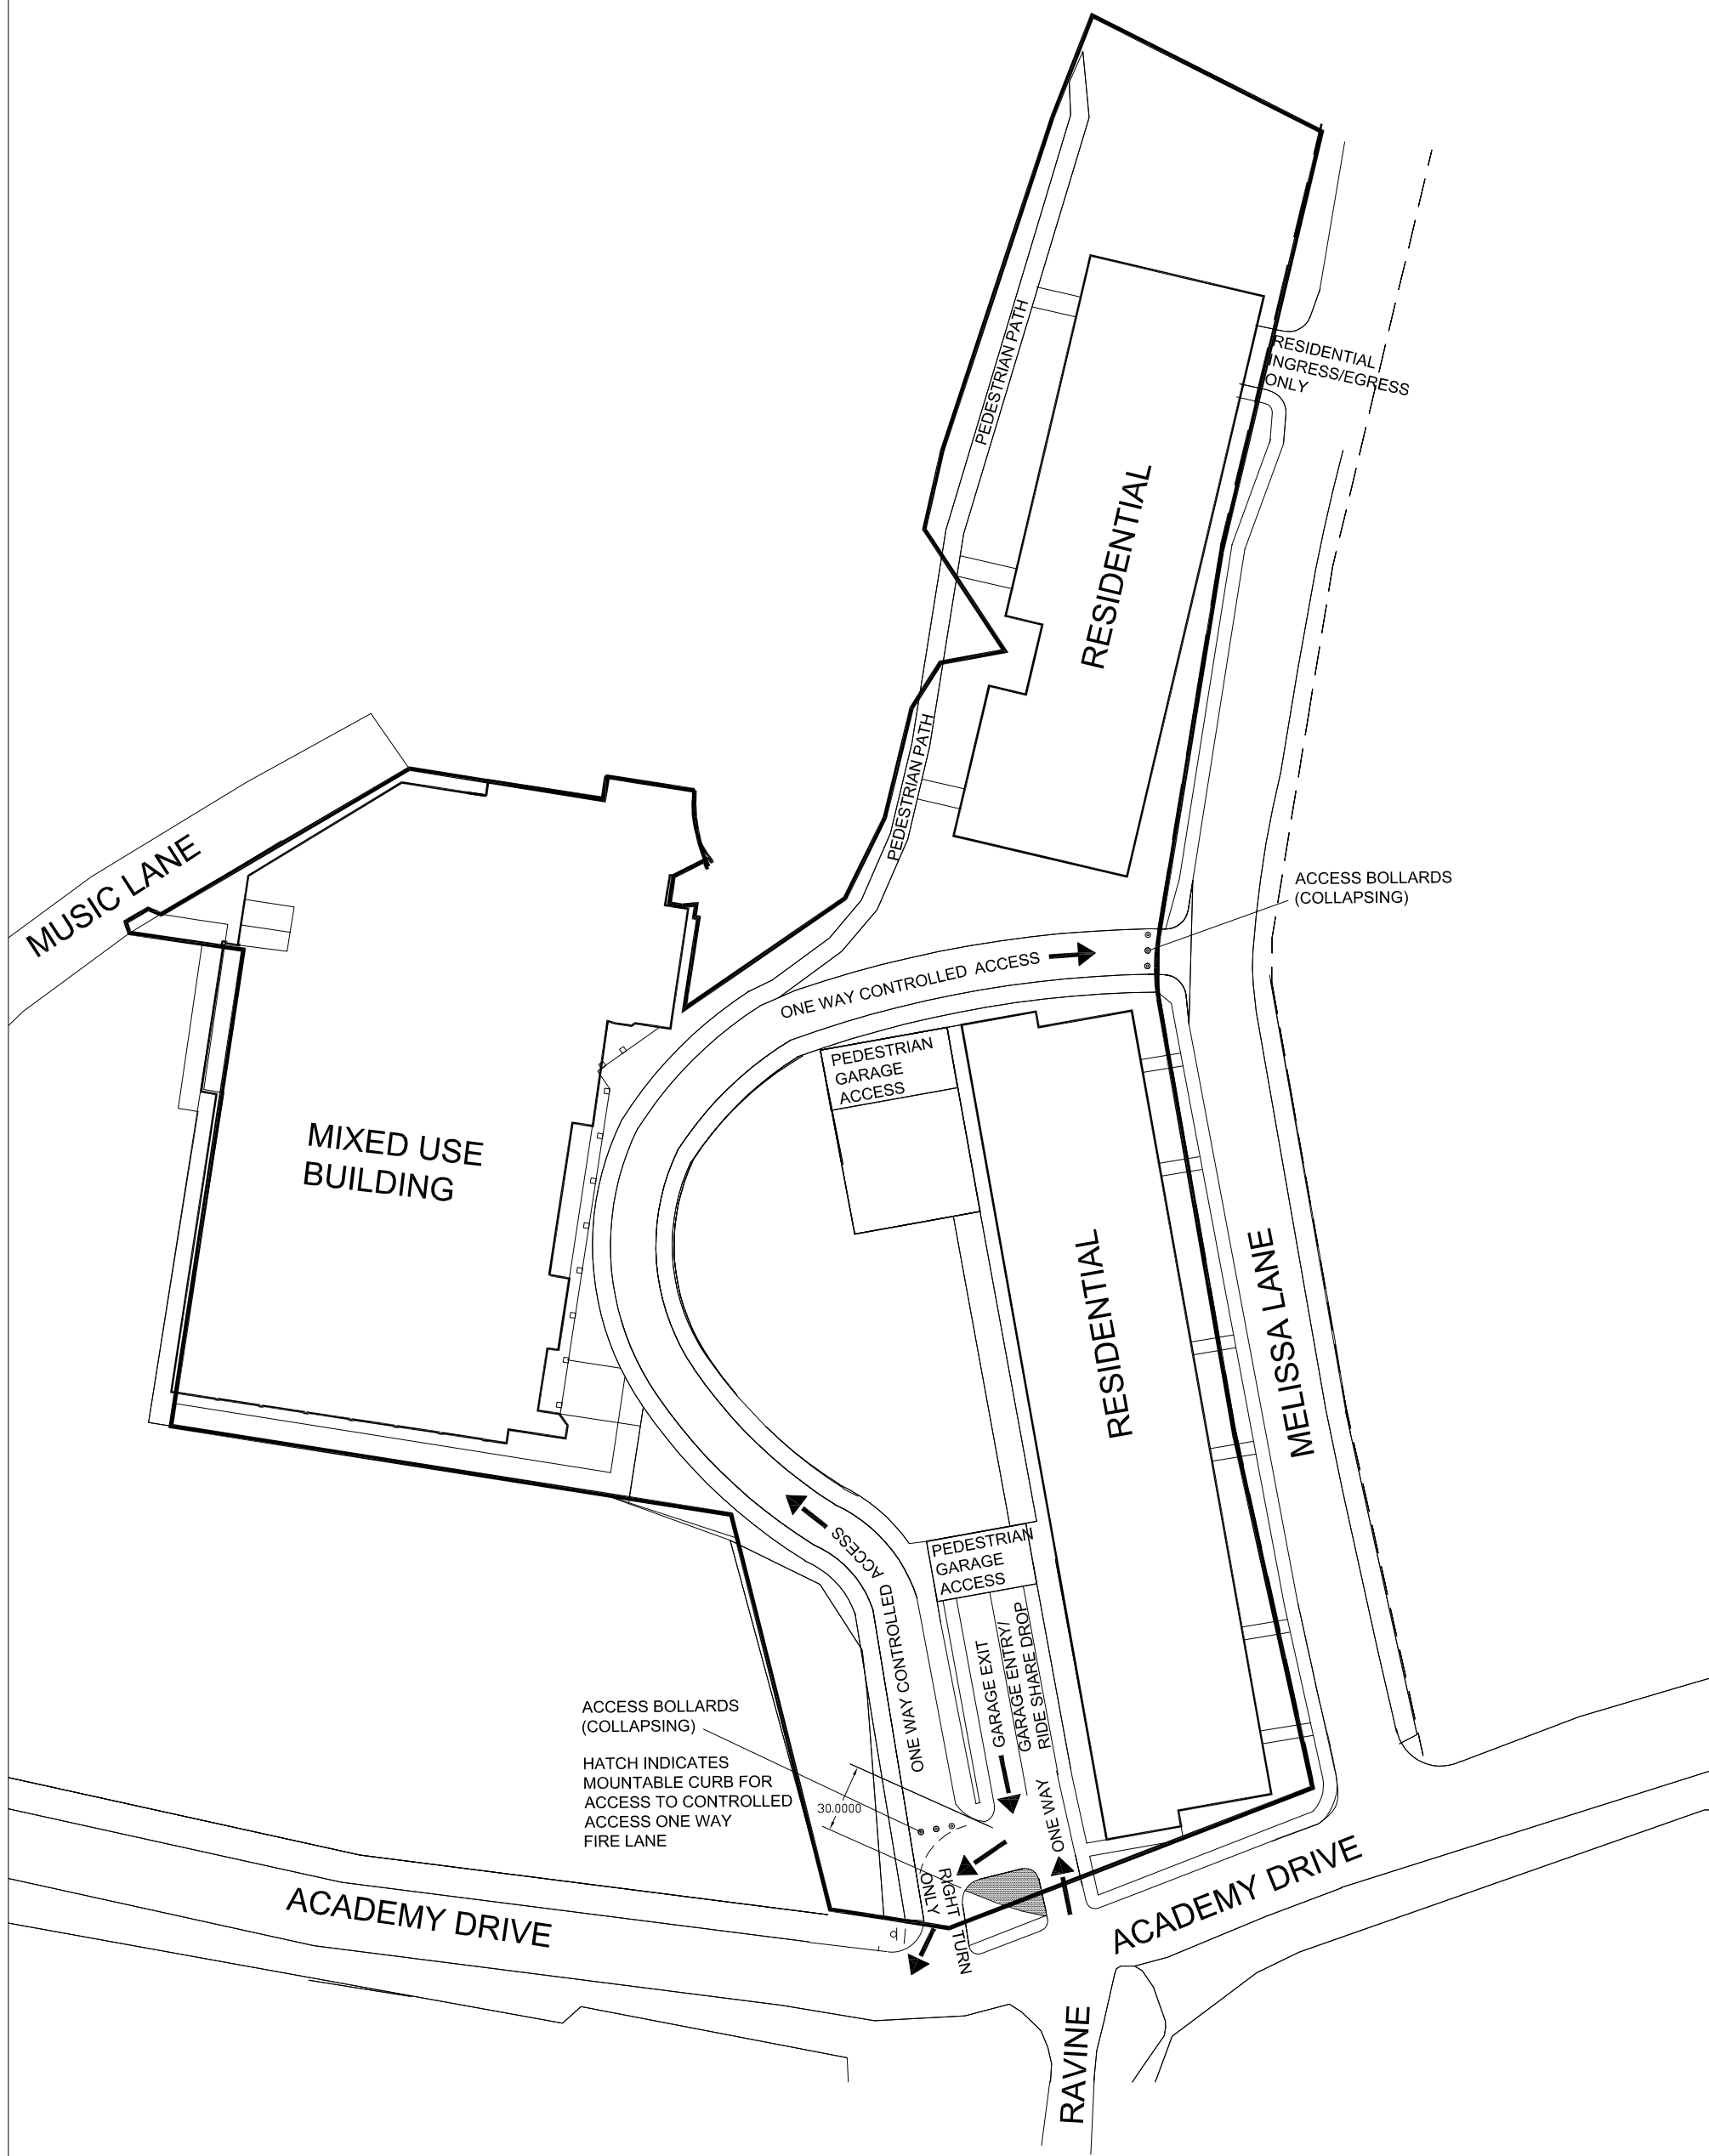 PEDESTRIAN PATH
RESIDENTIAL
INGRESS/EGRESS
ONLY
RESIDENTIAL
PEDESTRIAN PATH
MUSIC LANE
ACCESS BOLLARDS
(COLLAPSING)
ONE WAY CONTROLLED ACCESS
PEDESTRIAN
GARAGE
ACCESS
MIXED USE
BUILDING
RESIDENTIAL
MELISSA LANE
PEDESTRIAN
GARAGE
ACCESS
ONE WAY CONTROLLED ACCESS
GARAGE EXIT
GARAGE ENTRY/
RIDE SHARE DROP
ONE WAY
ACCESS BOLLARDS
(COLLAPSING)
HATCH INDICATES
MOUNTABLE CURB FOR
ACCESS TO CONTROLLED
ACCESS ONE WAY
FIRE LANE
30.0000
RIGHT TURN
ONLY
ACADEMY DRIVE
ACADEMY DRIVE
RAVINE